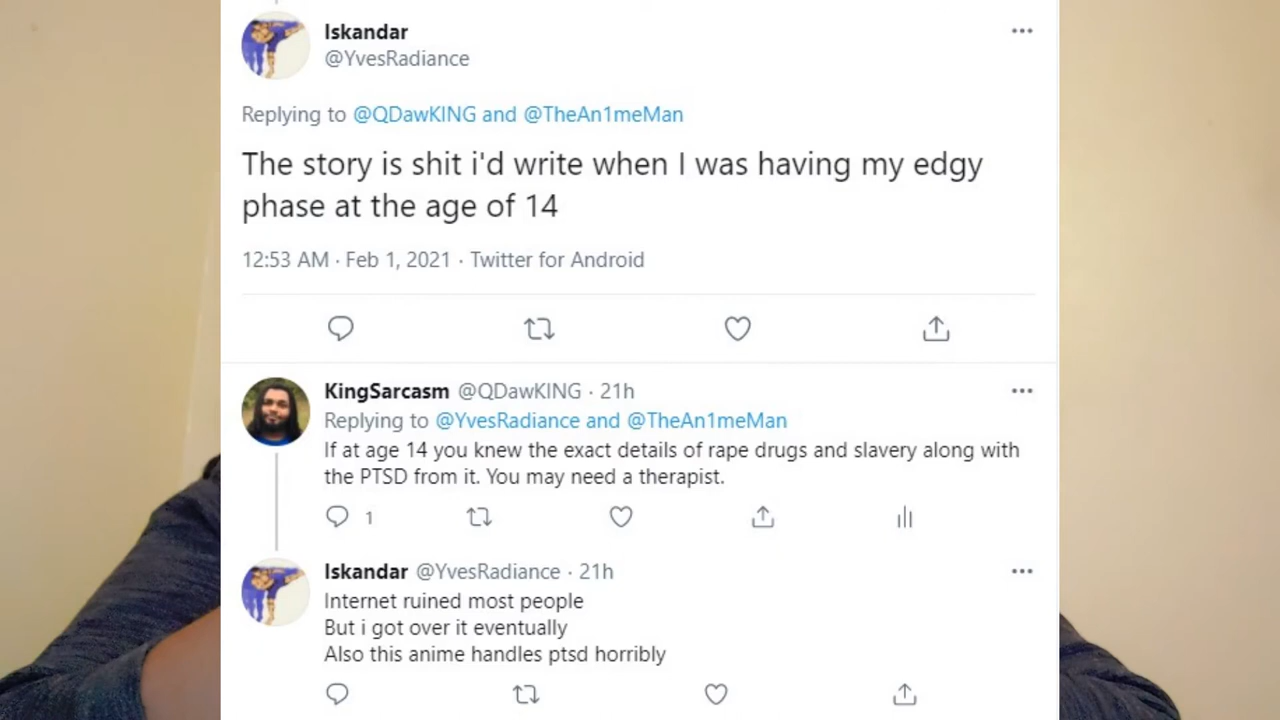 Iskandar
@YvesRadiance
Replying to @QDawKING and @TheAn1meMan
The story is shit i'd write when I was having my edgy
phase at the age of 14
12:53 AM · Feb 1, 2021 · Twitter for Android
KingSarcasm @QDawKING · 21h
Replying to @YvesRadiance and @TheAn1meMan
If at age 14 you knew the exact details of rape drugs and slavery along with
the PTSD from it. You may need a therapist.
1
Iskandar @YvesRadiance · 21h
Internet ruined most people
But i got over it eventually
Also this anime handles ptsd horribly